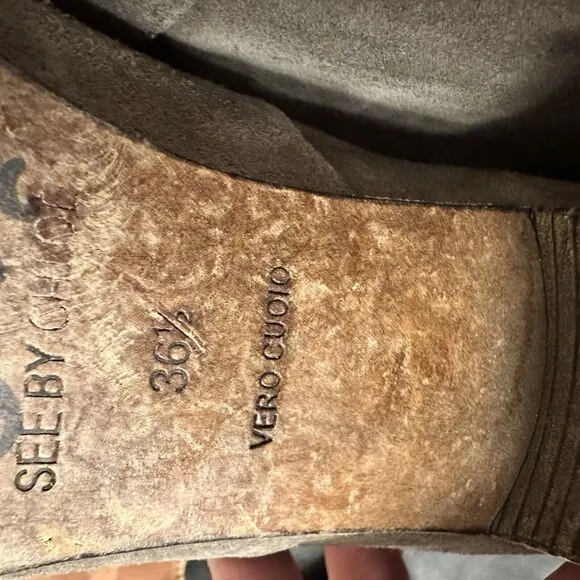 SEE BY CHLOÉ
36½
VERO CUOIO